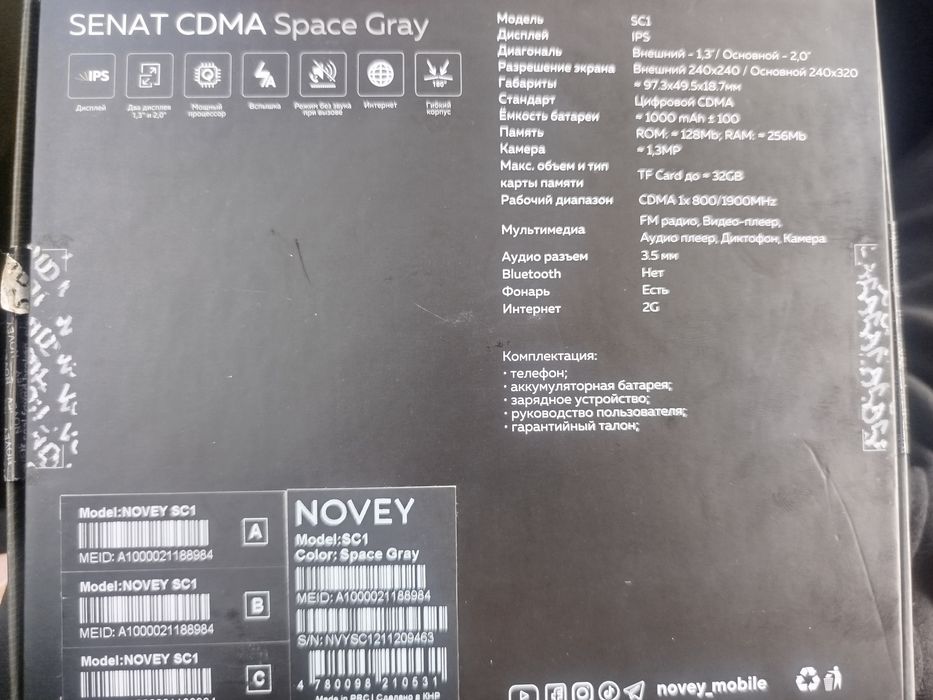 SENAT CDMA Space Gray
IPS
180°
Дисплей
Два дисплея 1,3" и 2,0"
Мощный процессор
Вспышка
Режим без звука при вызове
Интернет
Гибкий корпус
Модель SC1
Дисплей IPS
Диагональ Внешний - 1,3"/ Основной - 2,0"
Разрешение экрана Внешний 240x240 / Основной 240x320
Габариты ≈ 97.3x49.5x18.7мм
Стандарт Цифровой CDMA
Ёмкость батареи ≈ 1000 mAh ± 100
Память ROM: ≈ 128Mb; RAM: ≈ 256Mb
Камера ≈ 1,3MP
Макс. объем и тип
карты памяти TF Card до ≈ 32GB
Рабочий диапазон CDMA 1x 800/1900MHz
Мультимедиа FM радио, Видео-плеер,
Аудио плеер, Диктофон, Камера
Аудио разъем 3.5 мм
Bluetooth Нет
Фонарь Есть
Интернет 2G
Комплектация:
• телефон;
• аккумуляторная батарея;
• зарядное устройство;
• руководство пользователя;
• гарантийный талон;
Model:NOVEY SC1
A
MEID: A1000021188984
Model:NOVEY SC1
B
MEID: A1000021188984
Model:NOVEY SC1
C
NOVEY
Model:SC1
Color: Space Gray
MEID: A1000021188984
S/N: NVYSC1211209463
4 780098 210531
Made in PRC | Сделано в КНР
novey_mobile